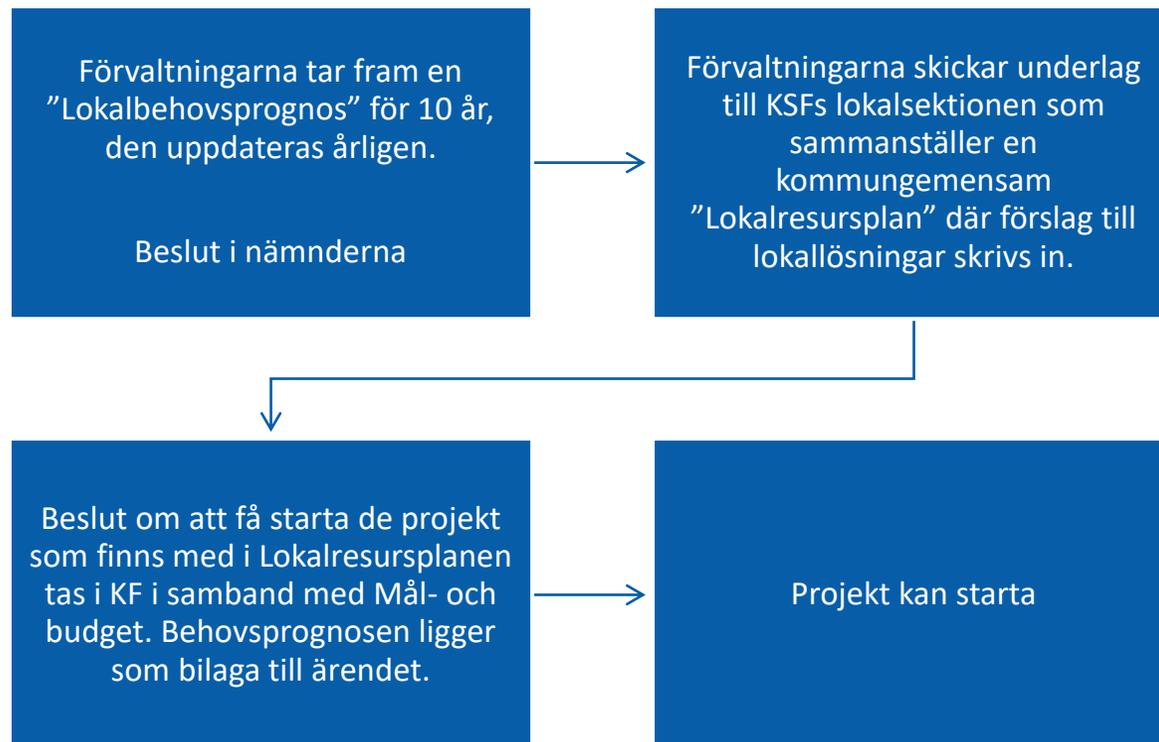 Förvaltningarna tar fram en
”Lokalbehovsprognos” för 10 år,
den uppdateras årligen.
Beslut i nämnderna
Förvaltningarna skickar underlag
till KSFs lokalsektionen som
sammanställer en
kommungemensam
”Lokalresursplan” där förslag till
lokallösningar skrivs in.
Beslut om att få starta de projekt
som finns med i Lokalresursplanen
tas i KF i samband med Mål- och
budget. Behovsprognosen ligger
som bilaga till ärendet.
Projekt kan starta